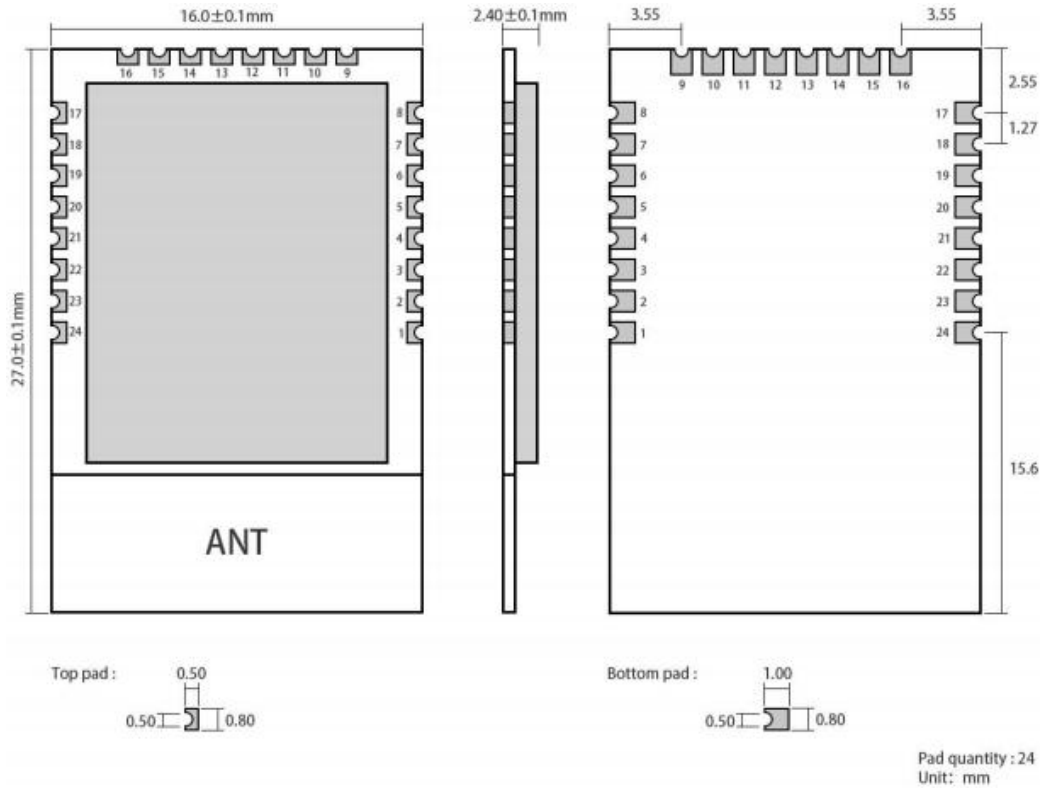 16.0±0.1mm
2.40±0.1mm
3.55
3.55
16 15 14 13 12 11 10 9
9 10 11 12 13 14 15 16
2.55
1.27
17 8
18 7
19 6
20 5
21 4
22 3
23 2
24 1
8 17
7 18
6 19
5 20
4 21
3 22
2 23
1 24
27.0±0.1mm
15.6
ANT
Top pad : 0.50
0.50 0.80
Bottom pad : 1.00
0.50 0.80
Pad quantity : 24
Unit: mm